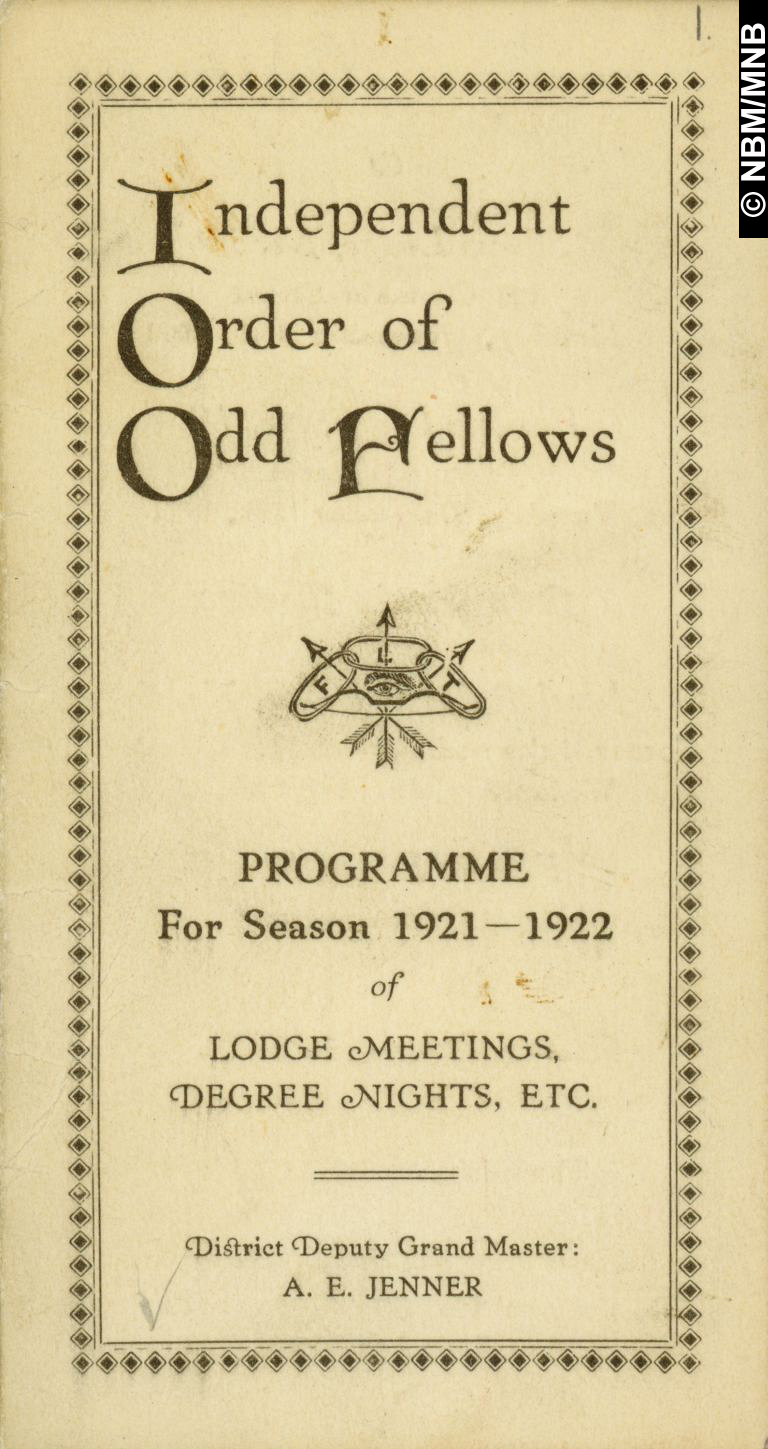 1.
© NBM/MNB
Independent
Order of
Odd Fellows
F L T
PROGRAMME
For Season 1921—1922
of
LODGE MEETINGS,
DEGREE NIGHTS, ETC.
District Deputy Grand Master:
A. E. JENNER